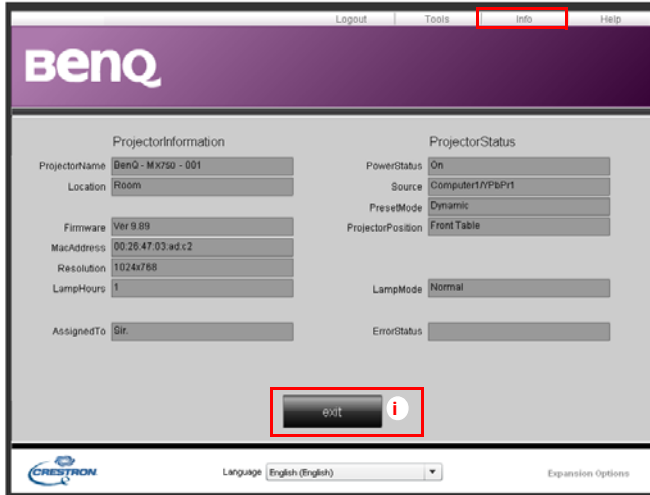 Logout Tools Info Help
BenQ
ProjectorInformation
ProjectorName BenQ - MX750 - 001
Location Room
Firmware Ver 9.89
MacAddress 00:26:47:03:ad:c2
Resolution 1024x768
LampHours 1
AssignedTo Sir.
ProjectorStatus
PowerStatus On
Source Computer1/YPbPr1
PresetMode Dynamic
ProjectorPosition Front Table
LampMode Normal
ErrorStatus
exit i
CRESTRON
Language English (English)
Expansion Options